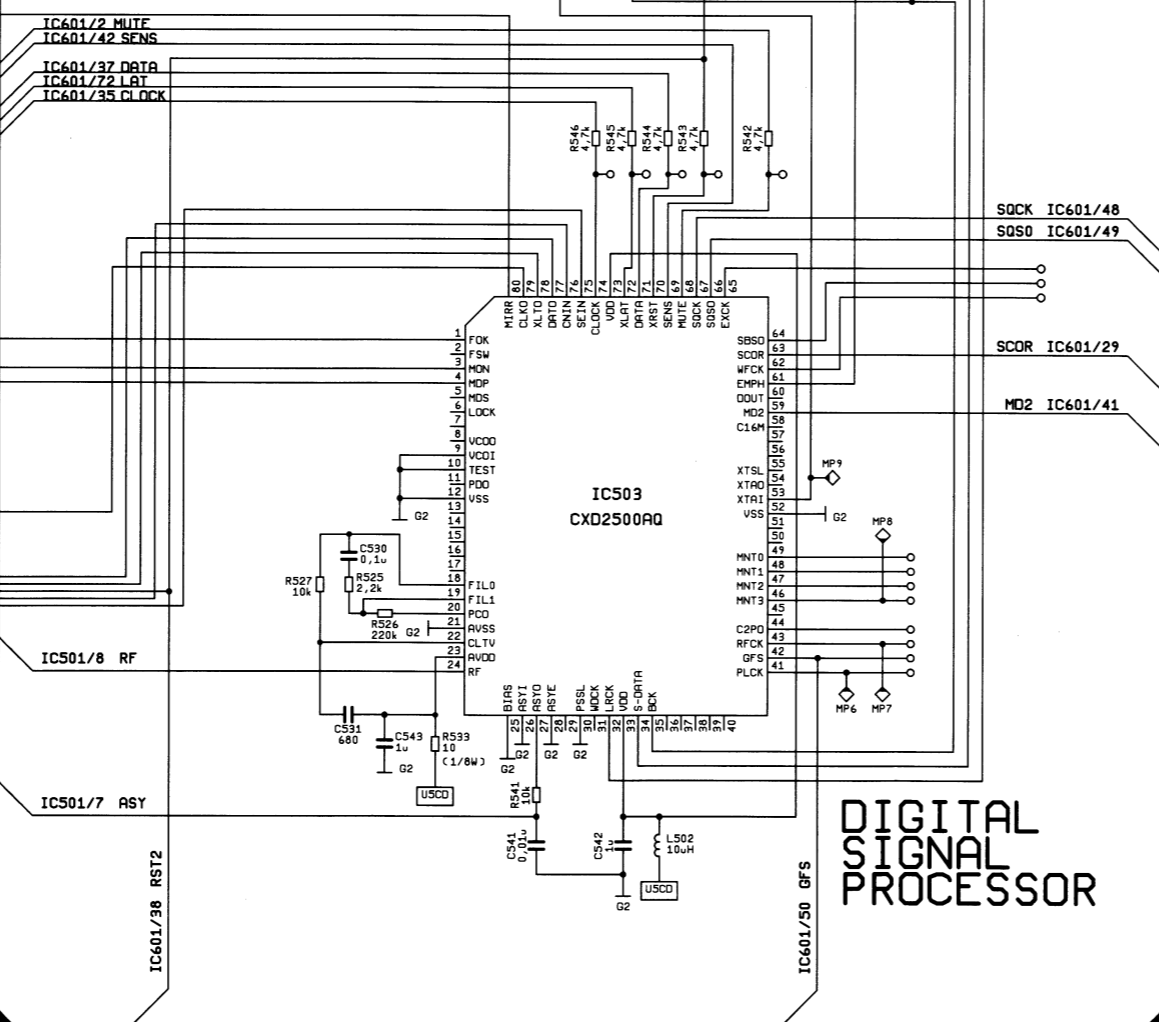 IC601/2 MUTE
IC601/42 SENS
IC601/37 DATA
IC601/72 LAT
IC601/35 CLOCK
R546 4,7k
R545 4,7k
R544 4,7k
R543 4,7k
R542 4,7k
SQCK IC601/48
SQSO IC601/49
80 79 78 77 76 75 74 73 72 71 70 69 68 67 66 65
MIRR CLKO XLTO DATO CNIN SEIN CLOCK VDD XLAT DATA XRST SENS MUTE SQCK SQSO EXCK
1 FOK
2 FSW
3 MON
4 MDP
5 MDS
6 LOCK
7
8 VCOO
9 VCOI
10 TEST
11 PDO
12 VSS
13
14
15
16
17
18 FILO
19 FILI
20 PCO
21 AVSS
22 CLTV
23 AVDD
24 RF
SBSO 64
SCOR 63
WFCK 62
EMPH 61
DOUT 60
MD2 59
C16M 58
57
56
XTSL 55
XTAO 54
XTAI 53
VSS 52
51
50
MNT0 49
MNT1 48
MNT2 47
MNT3 46
45
C2PO 44
RFCK 43
GFS 42
PLCK 41
SCOR IC601/29
MD2 IC601/41
IC503
CXD2500AQ
MP9
G2
MP8
G2
C530
0,1u
R527
10k
R525
2,2k
R526
220k
G2
MP6
MP7
IC501/8 RF
BIAS ASYI ASYO ASYE PSSL WDCK LRCK VDD S-DATA BCK
25 26 27 28 29 30 31 32 33 34 35 36 37 38 39 40
C531
680
C543
1u
G2
R533
10
(1/8W)
U5CD
G2
G2
G2
G2
R541
10k
IC501/7 ASY
C541
0,01u
C542
1u
L502
10uH
U5CD
G2
IC601/38 RST2
IC601/50 GFS
DIGITAL
SIGNAL
PROCESSOR